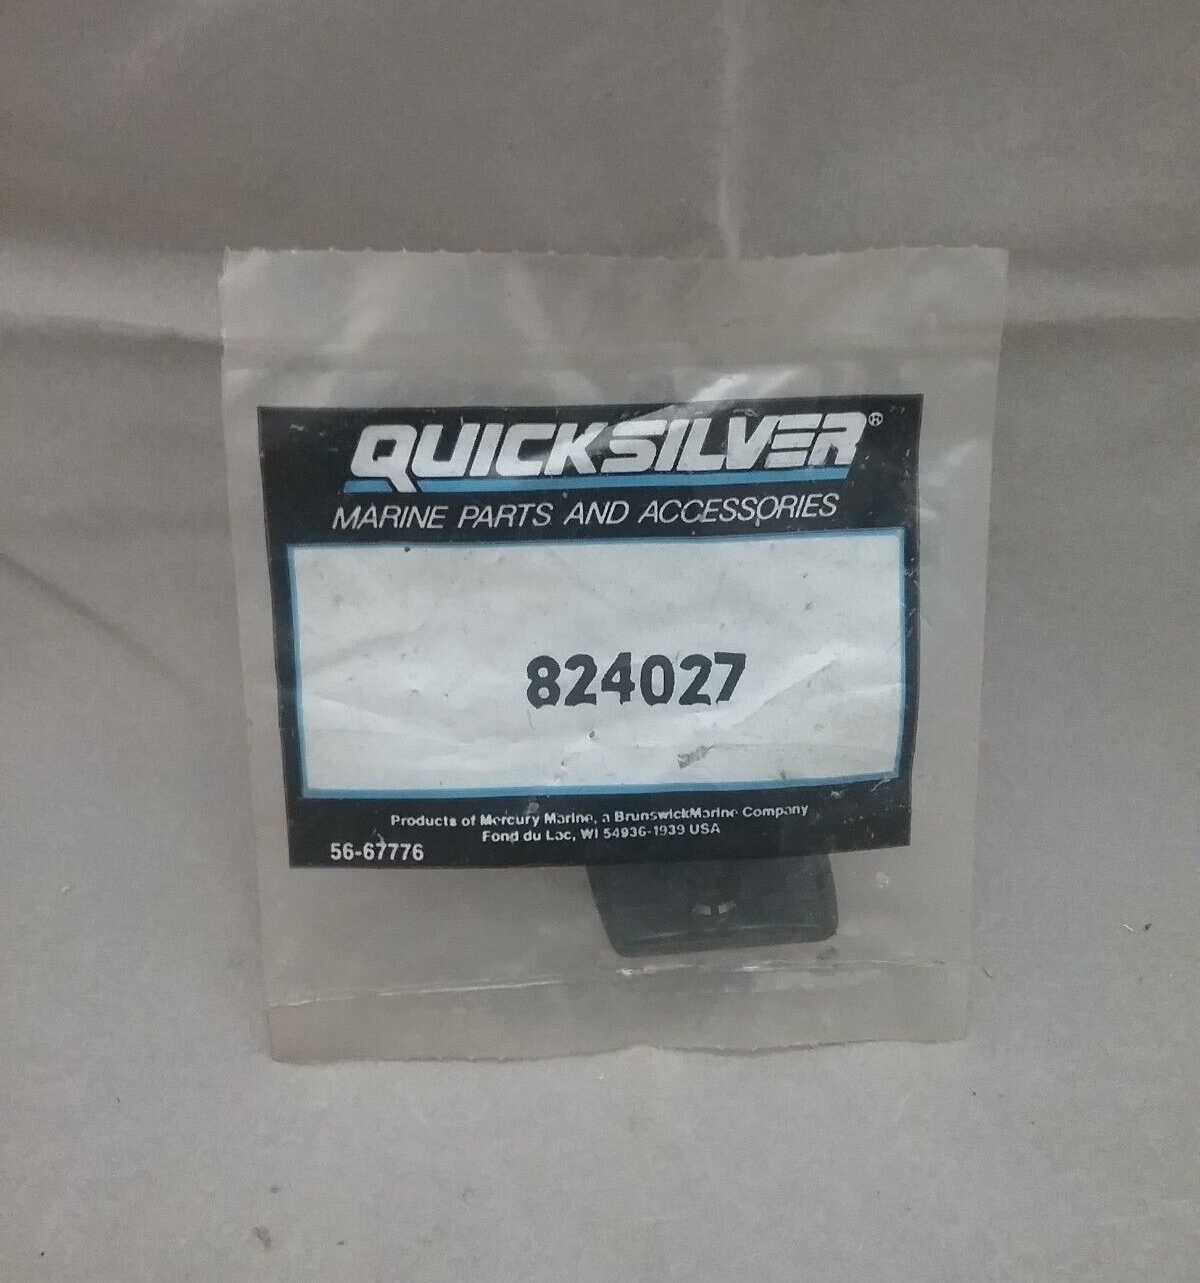 QUICKSILVER®
MARINE PARTS AND ACCESSORIES
824027
Products of Mercury Marine, a BrunswickMarine Company
Fond du Lac, WI 54936-1939 USA
56-67776